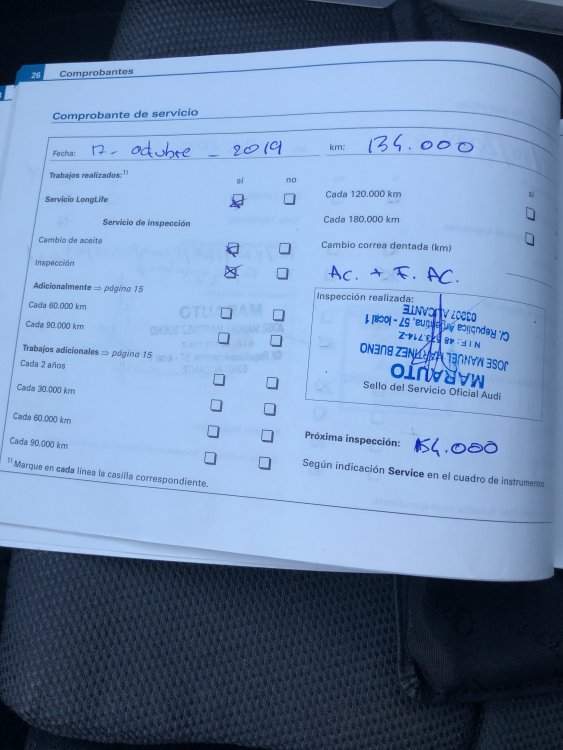 26 Comprobantes
Comprobante de servicio
Fecha: 17 - octubre - 2019 km: 134.000
Trabajos realizados:1)
sí no
Servicio LongLife
Servicio de inspección
Cambio de aceite
Inspección
Adicionalmente ⇒ página 15
Cada 60.000 km
Cada 90.000 km
Trabajos adicionales ⇒ página 15
Cada 2 años
Cada 30.000 km
Cada 60.000 km
Cada 90.000 km
1) Marque en cada línea la casilla correspondiente.
sí
Cada 120.000 km
Cada 180.000 km
Cambio correa dentada (km)
AC. + F. AC.
Inspección realizada:
MARAUTO
JOSE MANUEL MARTINEZ BUENO
N.I.F.: 48
714-Z
C/. República Argentina, 57 - local 1
03007 ALICANTE
Sello del Servicio Oficial Audi
Próxima inspección: 154.000
Según indicación Service en el cuadro de instrumentos